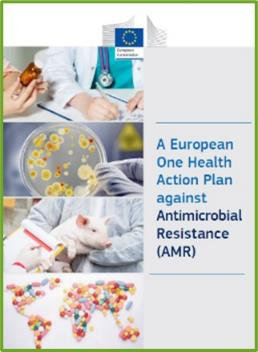 European
Commission
A European
One Health
Action Plan
against
Antimicrobial
Resistance
(AMR)